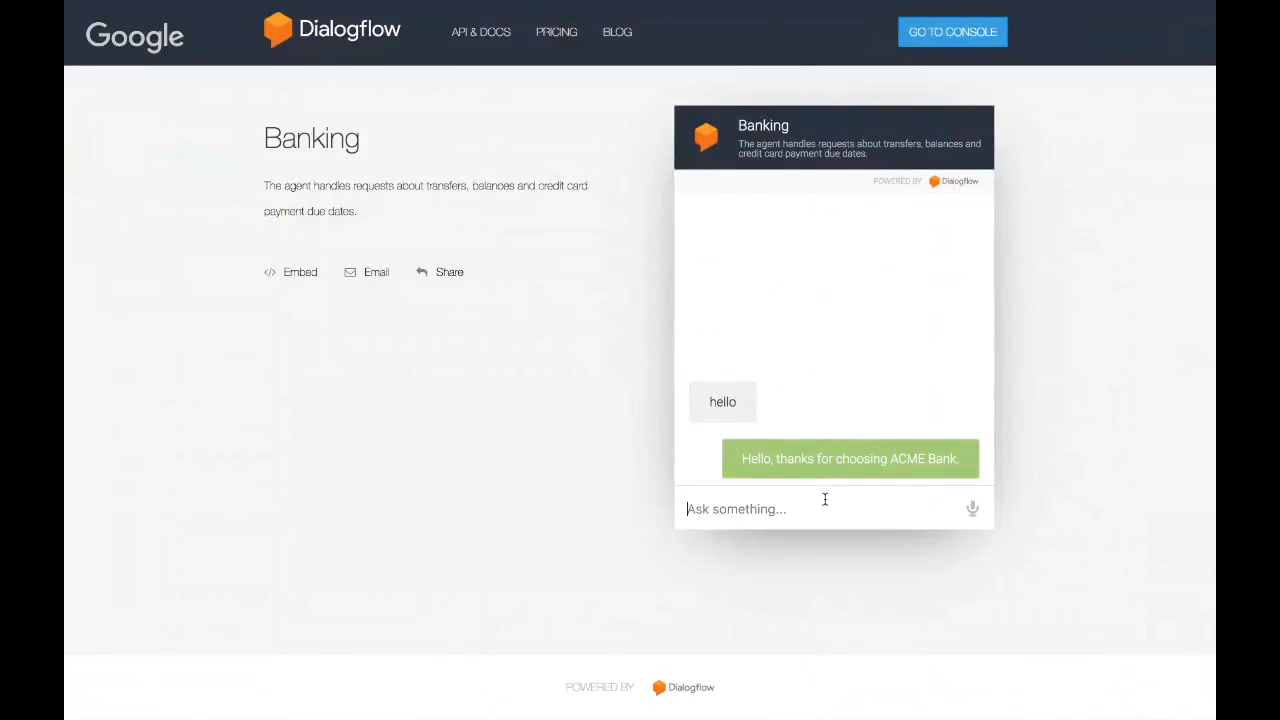 Google
Dialogflow
API & DOCS
PRICING
BLOG
GO TO CONSOLE
Banking
The agent handles requests about transfers, balances and credit card
payment due dates.
Embed
Email
Share
Banking
The agent handles requests about transfers, balances and
credit card payment due dates.
POWERED BY Dialogflow
hello
Hello, thanks for choosing ACME Bank.
Ask something...
POWERED BY Dialogflow